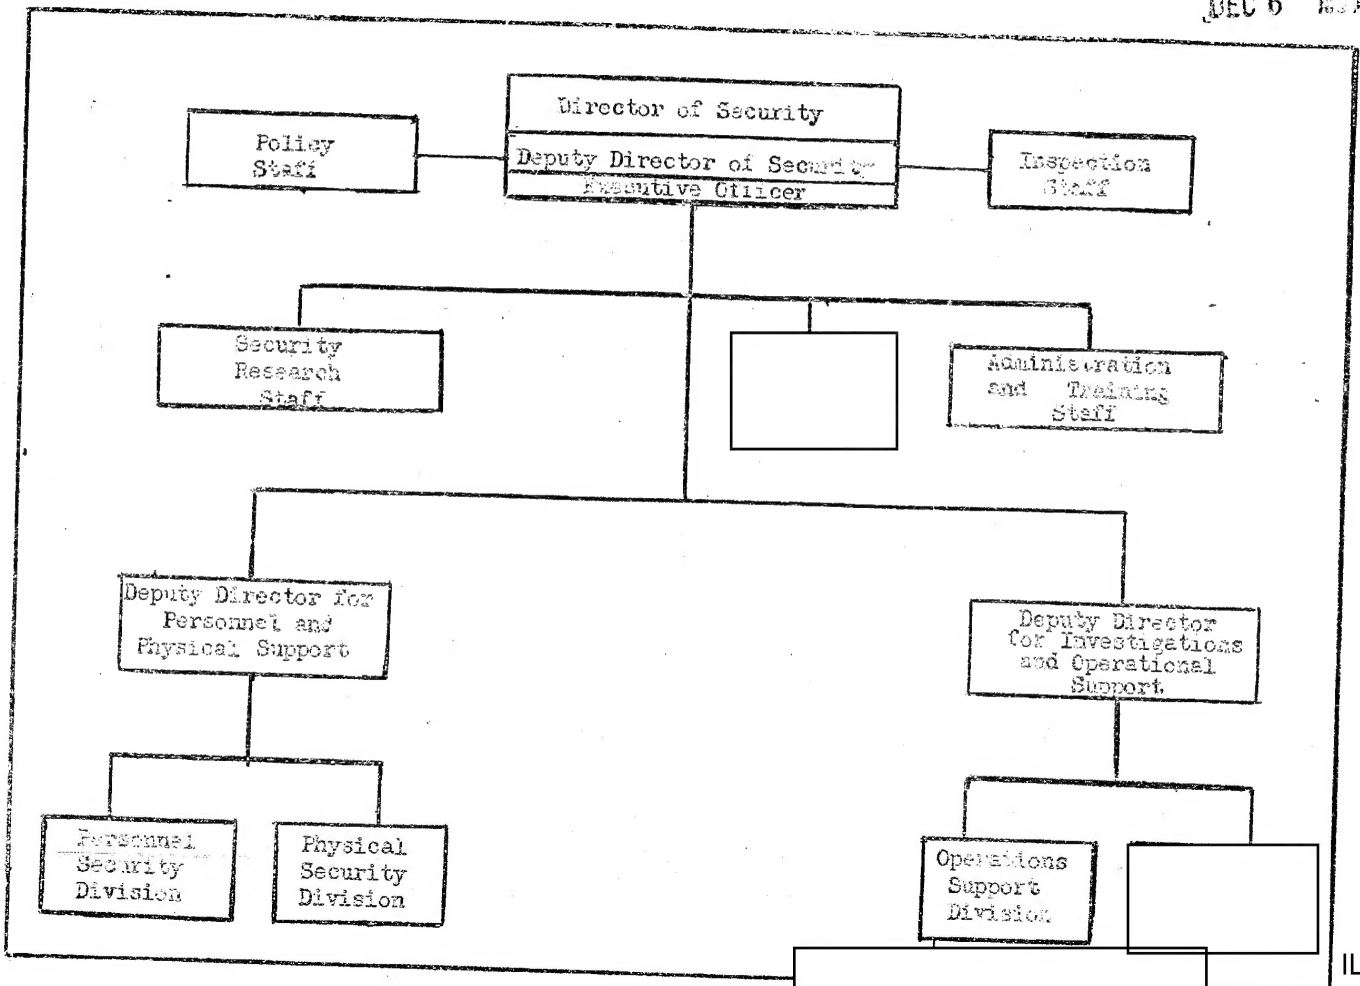 DEC 6
Director of Security
Policy
Staff
Deputy Director of Security
Executive Officer
Inspection
Staff
Security
Research
Staff
Administration
and Training
Staff
Deputy Director for
Personnel and
Physical Support
Deputy Director
for Investigations
and Operational
Support
Personnel
Security
Division
Physical
Security
Division
Operations
Support
Division
IL